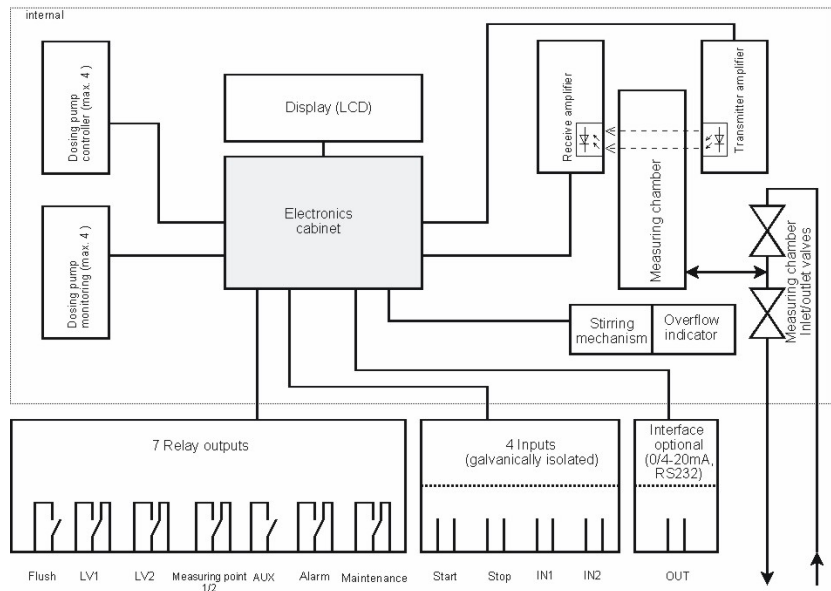 internal
Dosing pump
controller (max. 4)
Display (LCD)
Receive amplifier
Transmitter amplifier
Electronics
cabinet
Measuring chamber
Dosing pump
monitoring (max. 4)
Measuring chamber
Inlet/outlet valves
Stirring
mechanism
Overflow
indicator
7 Relay outputs
4 Inputs
(galvanically isolated)
Interface
optional
(0/4-20mA,
RS232)
Flush
LV1
LV2
Measuring point
1/2
AUX
Alarm
Maintenance
Start
Stop
IN1
IN2
OUT